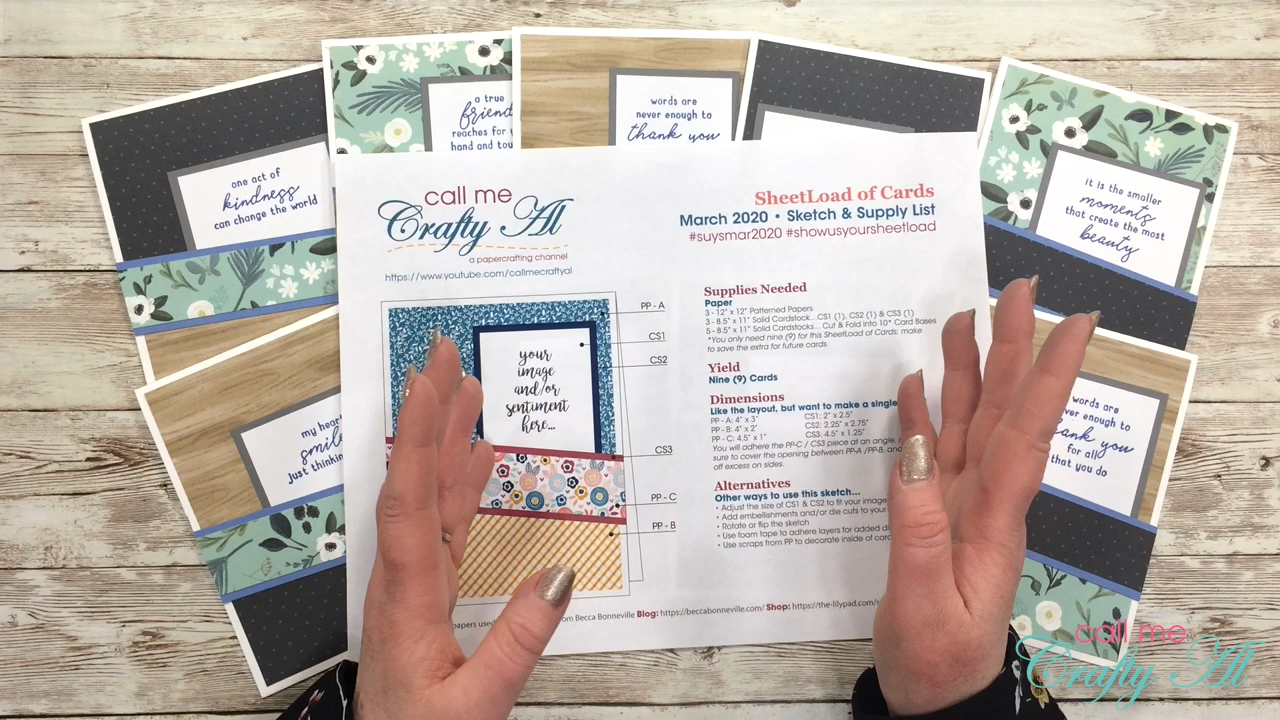 one act of
kindness
can change the world
a true
friend
reaches for
hand and
words are
never enough to
thank you
it is the smaller
moments
that create the most
beauty
my
smile
just
words are
enough to
you
for all
that you do
call me
Crafty Al
a papercrafting channel
https://www.youtube.com/callmecraftyal
SheetLoad of Cards
March 2020 • Sketch & Supply List
#suysmar2020 #showusyoursheetload
PP - A
CS1
CS2
CS3
PP - C
PP - B
your
image
and/or
sentiment
here...
Supplies Needed
Paper
3 - 12" x 12" Patterned Papers
3 - 8.5" x 11" Solid Cardstock...CS1 (1), CS2 (1) & CS3 (1)
5 - 8.5" x 11" Solid Cardstocks... Cut & Fold into 10* Card Bases
*You only need nine (9) for this SheetLoad of Cards; make
to save the extra for future cards
Yield
Nine (9) Cards
Dimensions
Like the layout, but want to make a single
PP - A: 4" x 3" CS1: 2" x 2.5"
PP - B: 4" x 2" CS2: 2.25" x 2.75"
PP - C: 4.5" x 1" CS3: 4.5" x 1.25"
You will adhere the PP-C / CS3 piece at an angle,
sure to cover the opening between PP-A /PP-B, and
off excess on sides.
Alternatives
Other ways to use this sketch...
• Adjust the size of CS1 & CS2 to fit your image
• Add embellishments and/or die cuts to your
• Rotate or flip the sketch
• Use foam tape to adhere layers for added
• Use scraps from PP to decorate inside of
papers used Becca Bonneville Blog: https://beccabonneville.com/ Shop: https://the-lilypad.com/
call me
Crafty Al